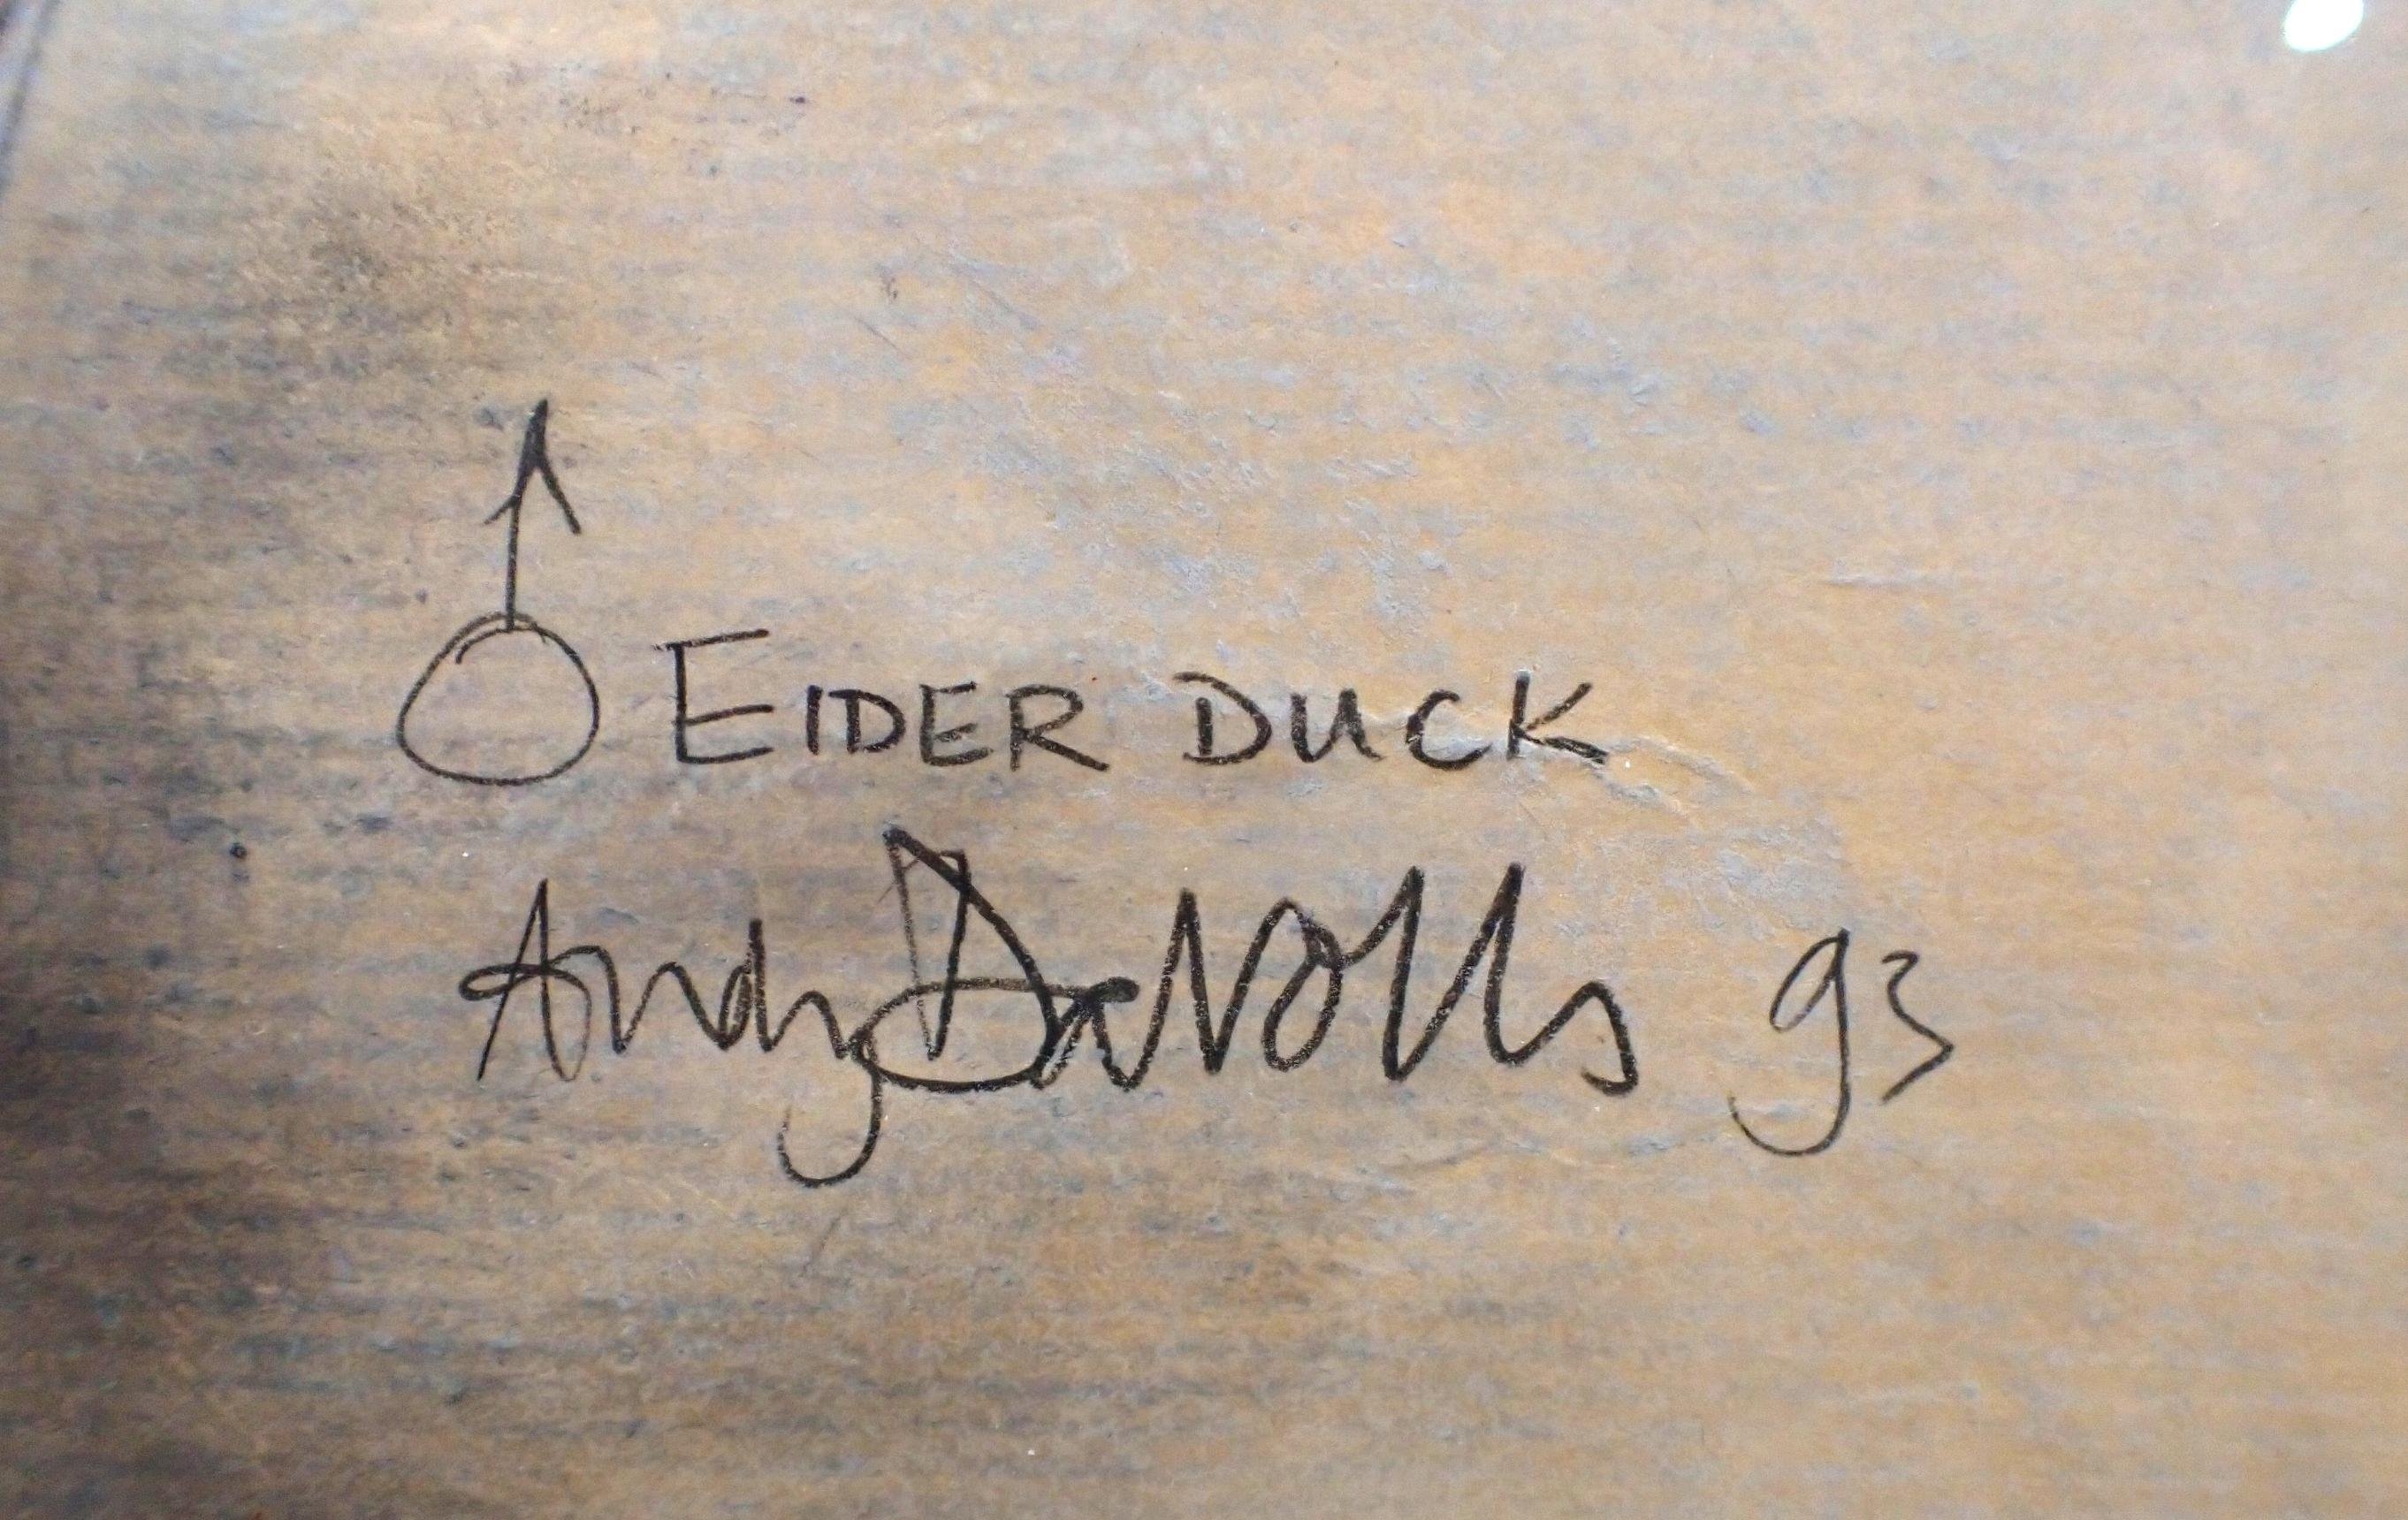 ♂ EIDER DUCK
Andy 93